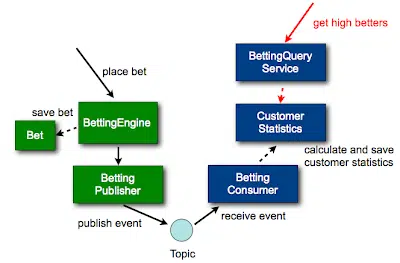 get high betters
place bet
BettingQuery
Service
save bet
BettingEngine
Customer
Statistics
Bet
calculate and save
customer statistics
Betting
Publisher
Betting
Consumer
publish event
receive event
Topic